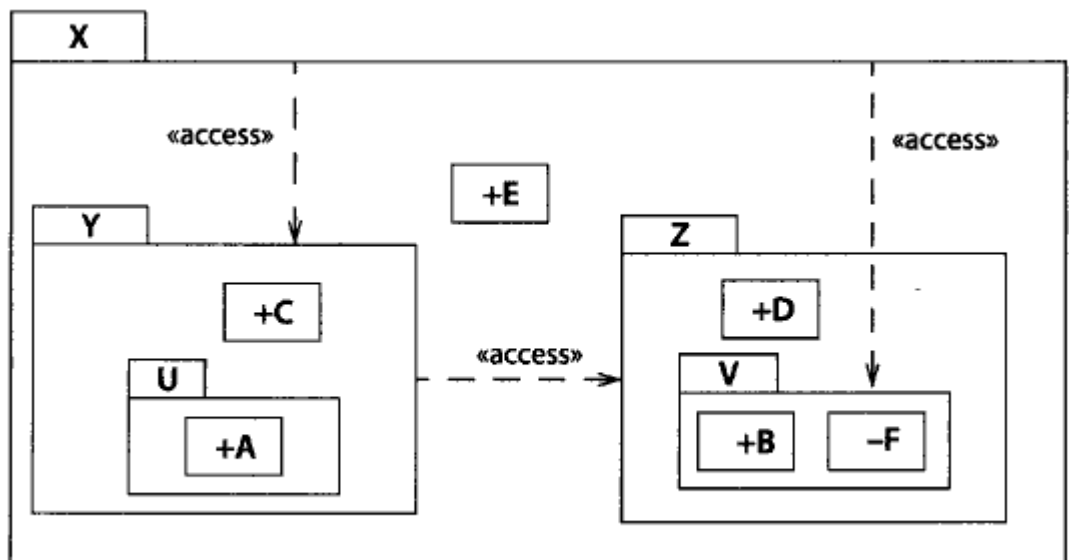 X
«access»
«access»
+E
Y
Z
+C
+D
«access»
U
V
+A
+B
–F